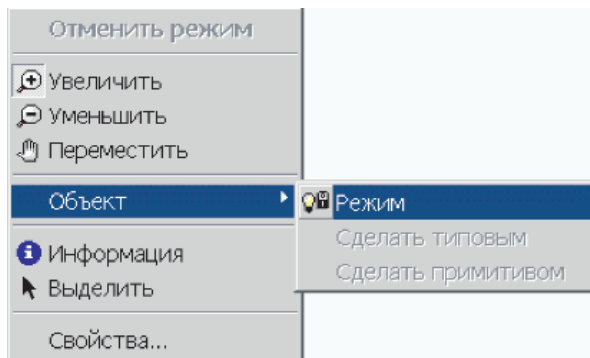 Отменить режим
Увеличить
Уменьшить
Переместить
Объект
Режим
Сделать типовым
Сделать примитивом
Информация
Выделить
Свойства...